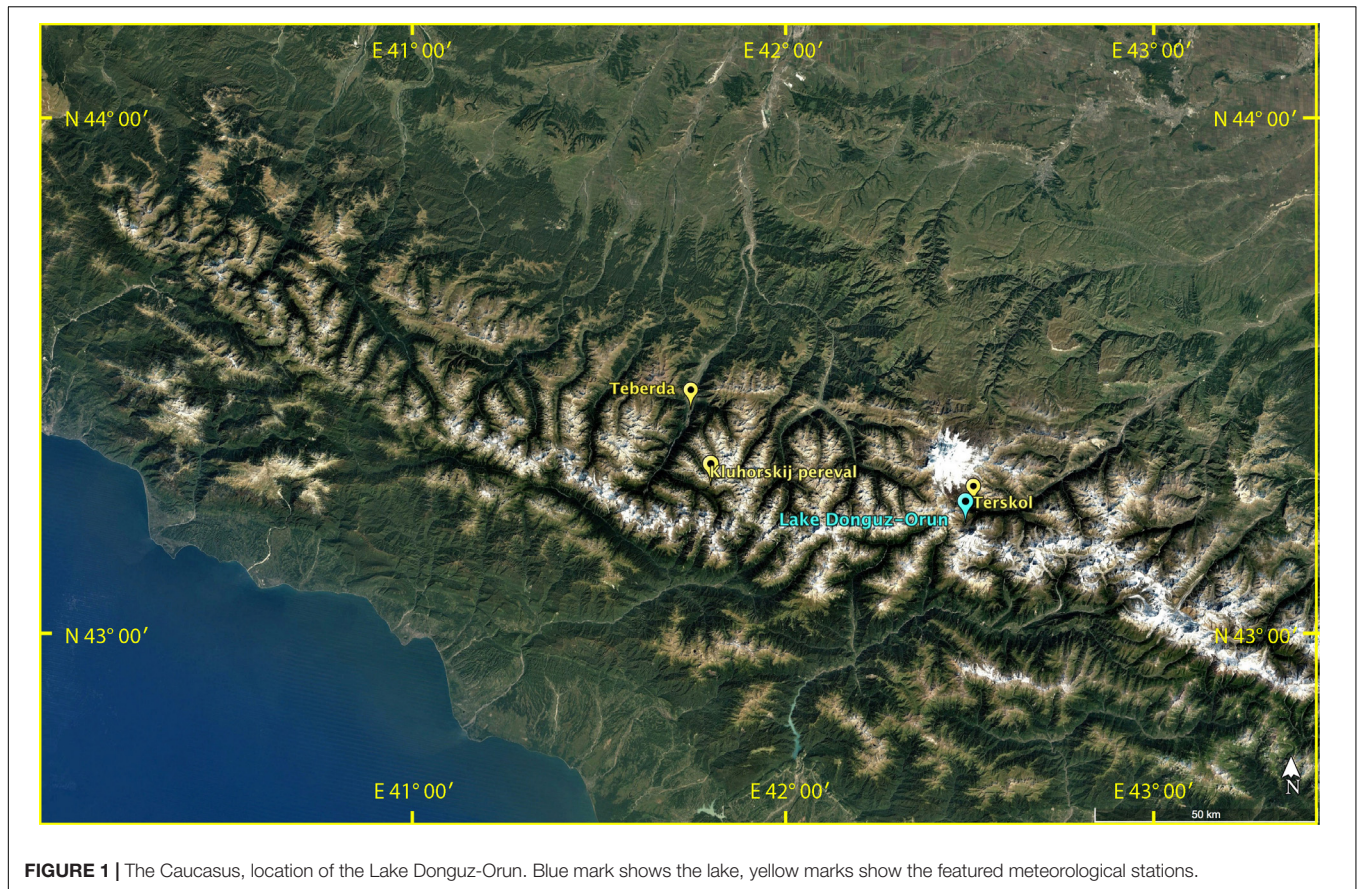 E 41° 00′ E 42° 00′ E 43° 00′
N 44° 00′ N 44° 00′
Teberda
Kluhorskij pereval
Terskol
Lake Donguz-Orun
N 43° 00′ N 43° 00′
E 41° 00′ E 42° 00′ E 43° 00′
N
50 km
FIGURE 1 | The Caucasus, location of the Lake Donguz-Orun. Blue mark shows the lake, yellow marks show the featured meteorological stations.